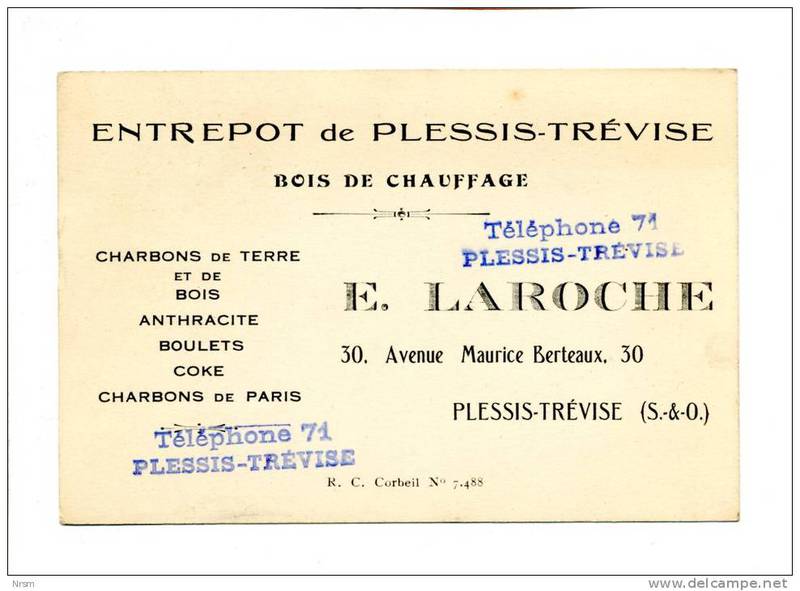 ENTREPOT de PLESSIS-TRÉVISE
BOIS DE CHAUFFAGE
Téléphone 71
PLESSIS-TRÉVISE
CHARBONS DE TERRE
ET DE
BOIS
ANTHRACITE
BOULETS
COKE
CHARBONS DE PARIS
E. LAROCHE
30, Avenue Maurice Berteaux, 30
PLESSIS-TRÉVISE (S.-&-O.)
Téléphone 71
PLESSIS-TRÉVISE
R. C. Corbeil Nº 7.488
Nrsm
delcampe.net